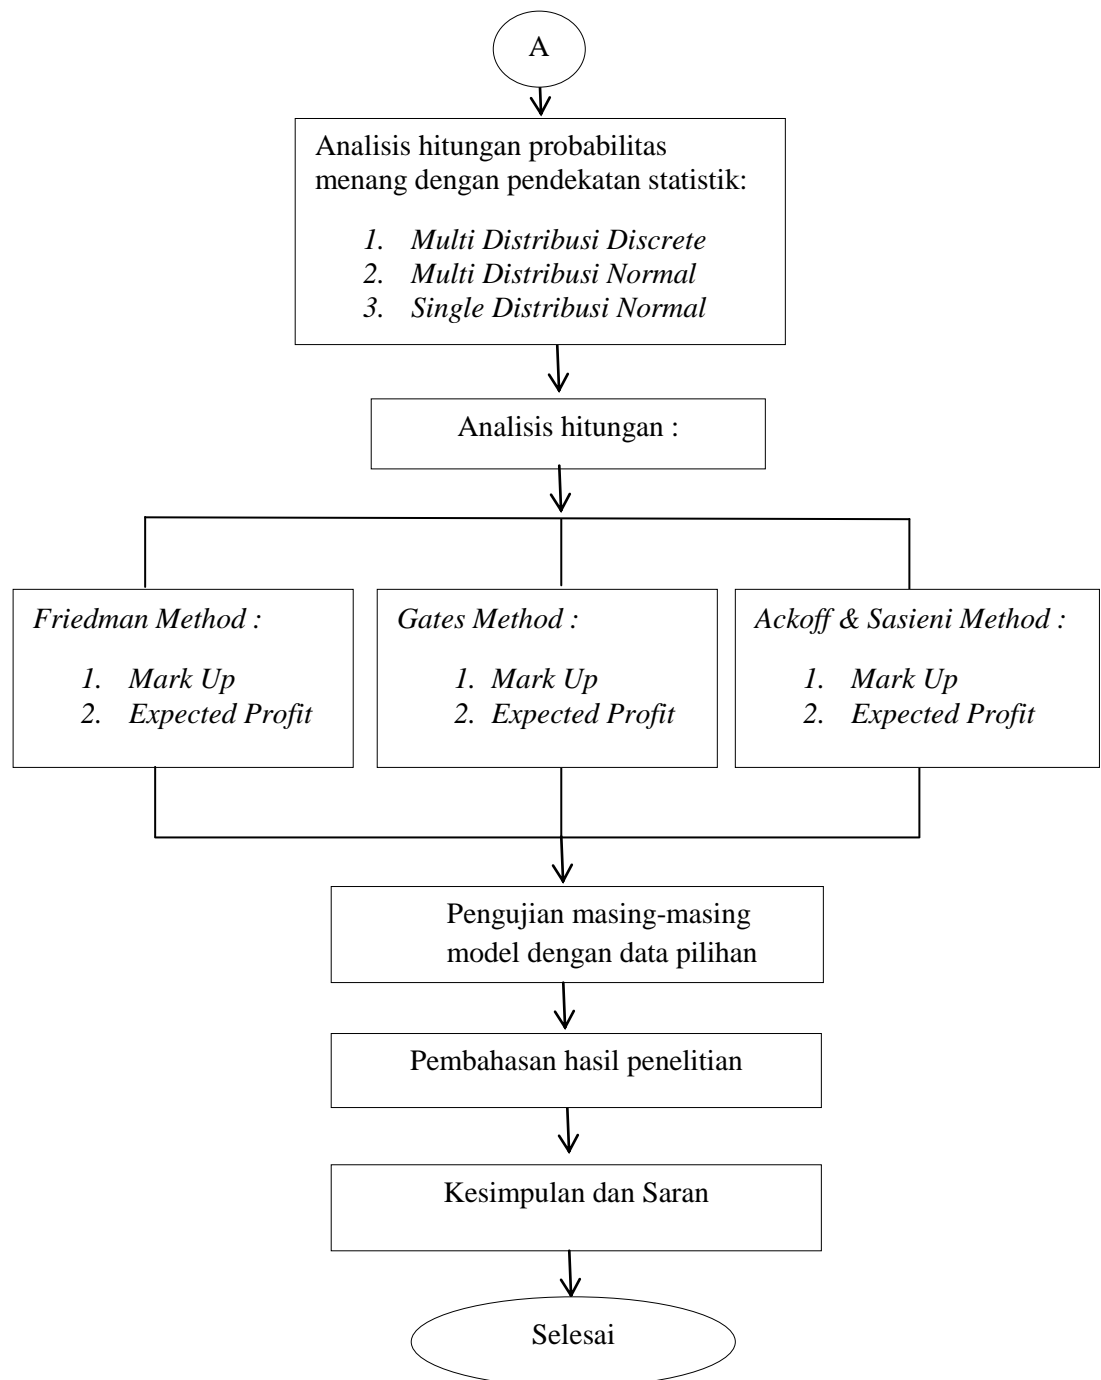 A
Analisis hitungan probabilitas
menang dengan pendekatan statistik:
1. Multi Distribusi Discrete
2. Multi Distribusi Normal
3. Single Distribusi Normal
Analisis hitungan :
Friedman Method :
1. Mark Up
2. Expected Profit
Gates Method :
1. Mark Up
2. Expected Profit
Ackoff & Sasieni Method :
1. Mark Up
2. Expected Profit
Pengujian masing-masing
model dengan data pilihan
Pembahasan hasil penelitian
Kesimpulan dan Saran
Selesai